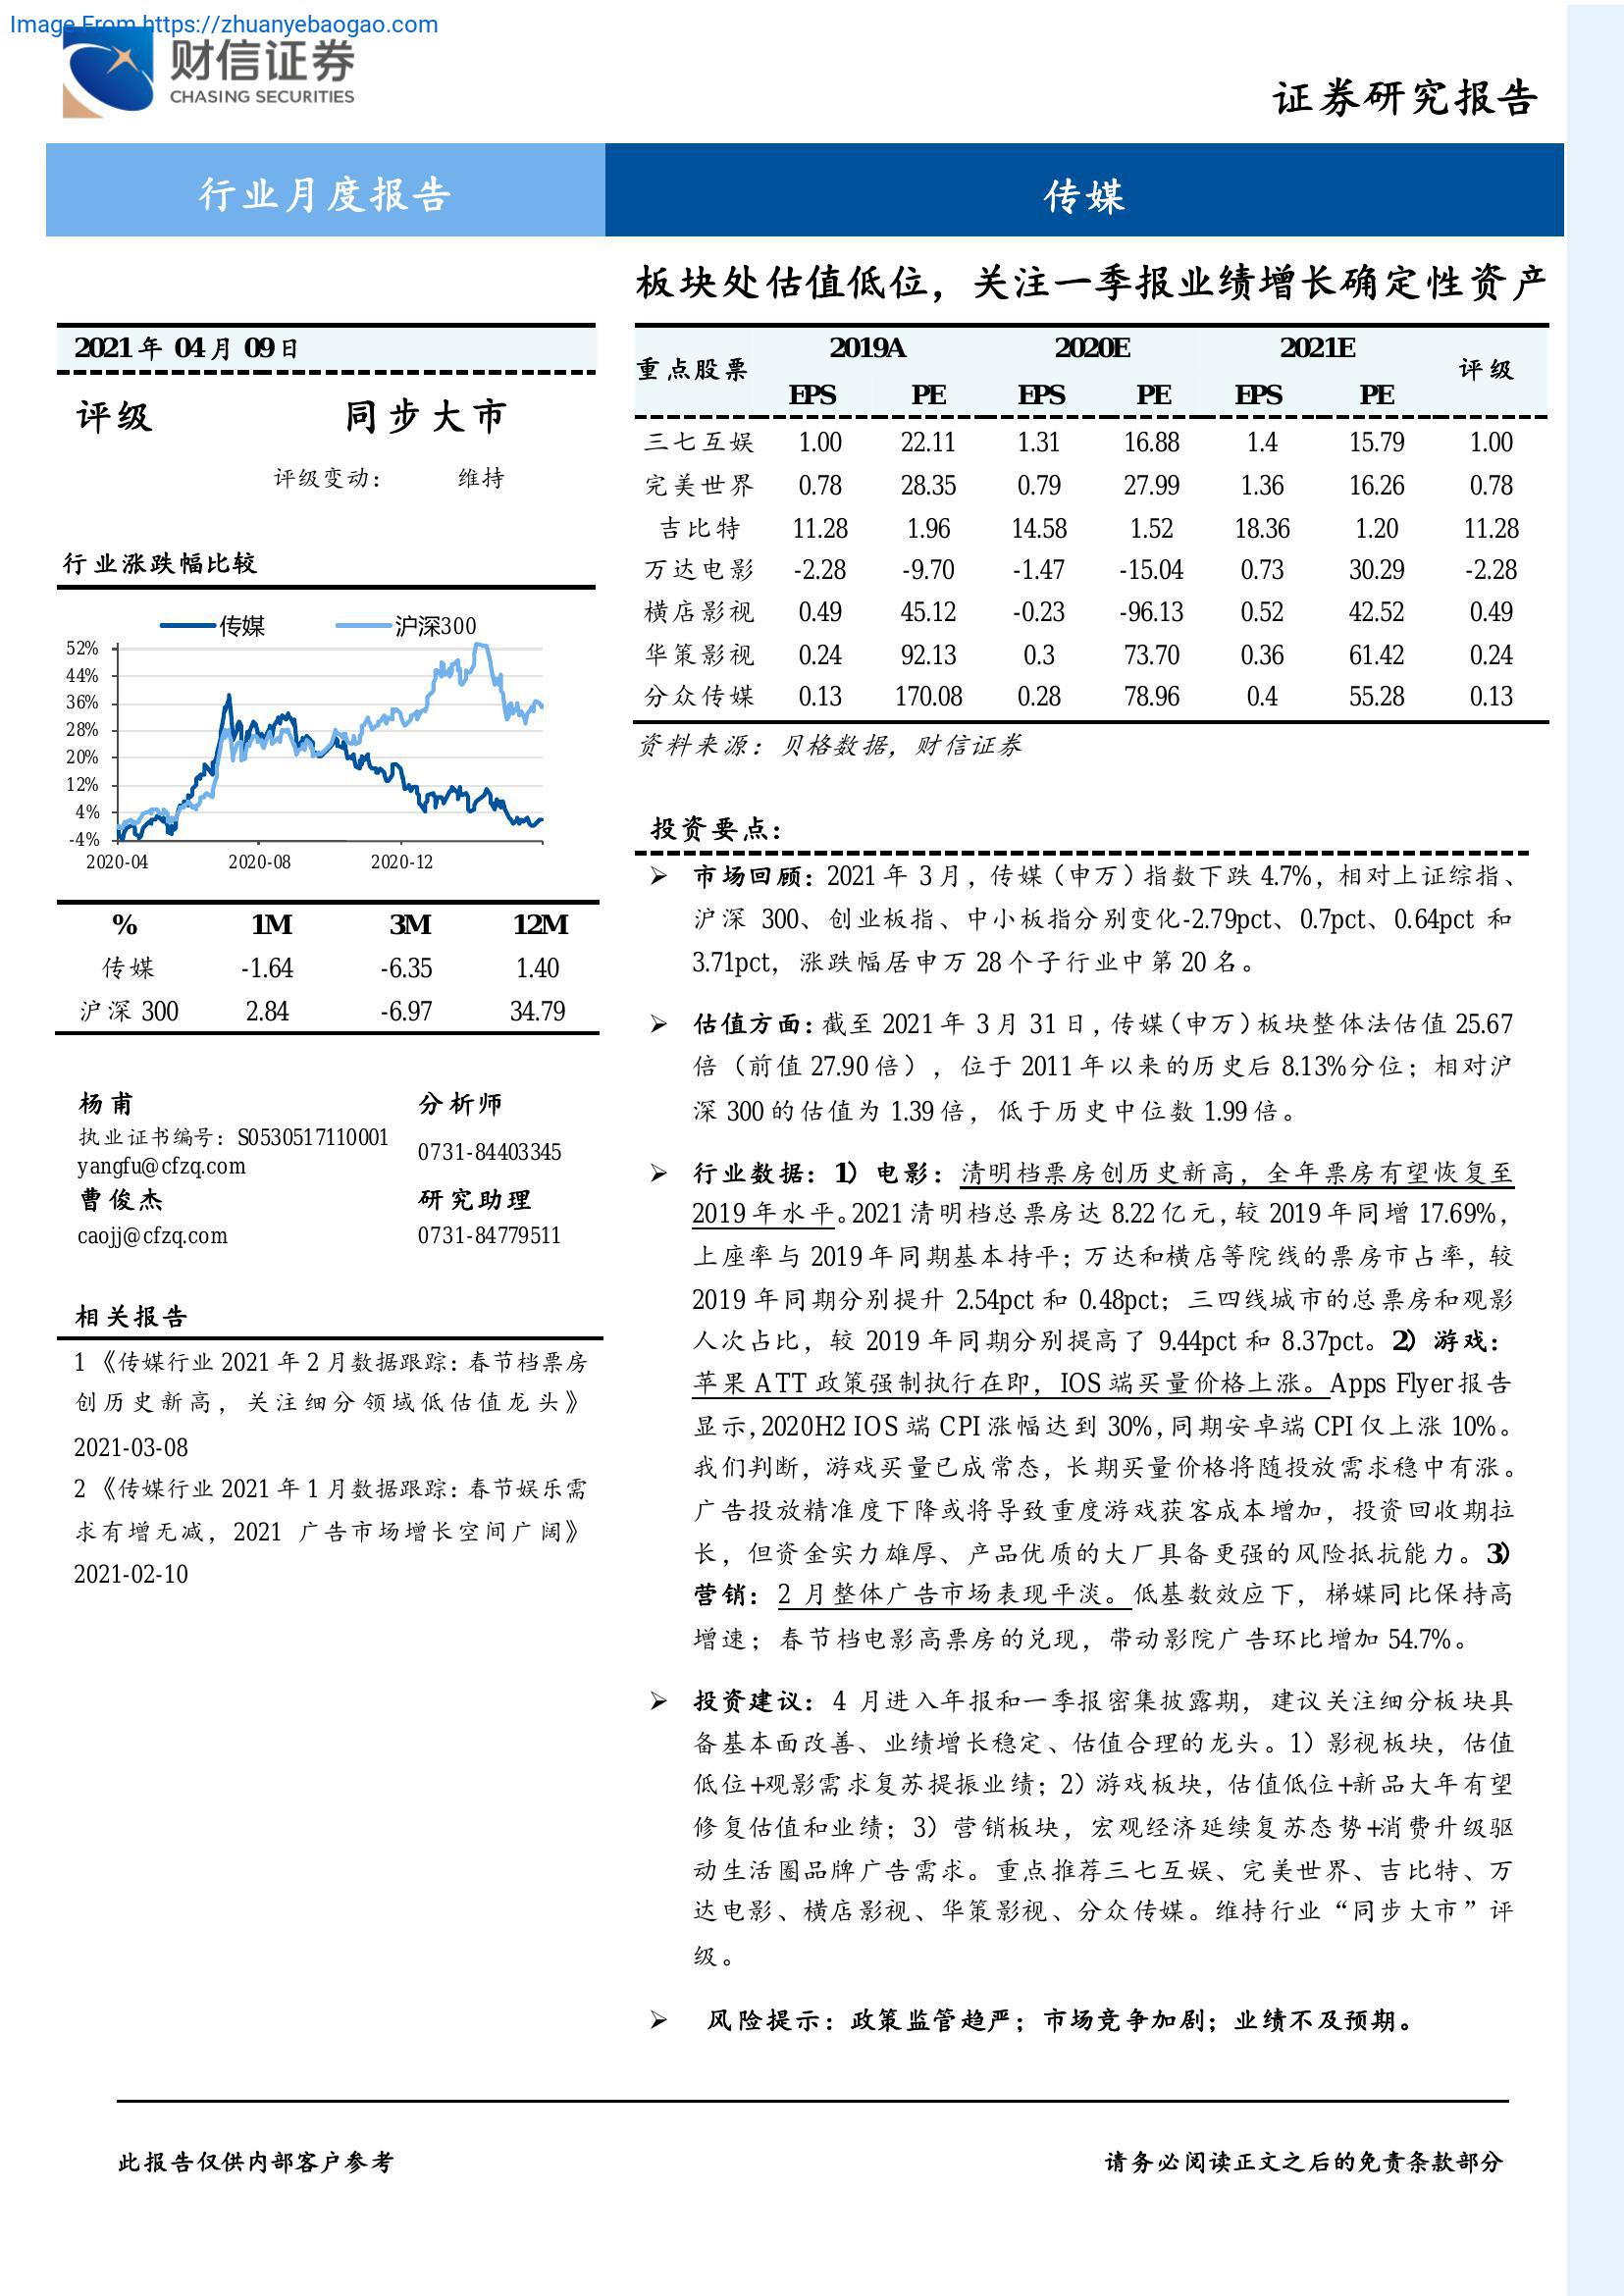 Image From https://zhuanyebaogao.com
财信证券
CHASING SECURITIES
证券研究报告
行业月度报告
传媒
板块处估值低位，关注一季报业绩增长确定性资产
2021 年 04 月 09 日
评级 同步大市
评级变动： 维持
行业涨跌幅比较
传媒 沪深300
52%
44%
36%
28%
20%
12%
4%
-4%
2020-04 2020-08 2020-12
% 1M 3M 12M
传媒 -1.64 -6.35 1.40
沪深 300 2.84 -6.97 34.79
杨甫 分析师
执业证书编号：S0530517110001 0731-84403345
yangfu@cfzq.com
曹俊杰 研究助理
caojj@cfzq.com 0731-84779511
相关报告
1 《传媒行业 2021 年 2 月数据跟踪：春节档票房
创历史新高，关注细分领域低估值龙头》
2021-03-08
2 《传媒行业 2021 年 1 月数据跟踪：春节娱乐需
求有增无减，2021 广告市场增长空间广阔》
2021-02-10
重点股票 2019A 2020E 2021E 评级
EPS PE EPS PE EPS PE
三七互娱 1.00 22.11 1.31 16.88 1.4 15.79 1.00
完美世界 0.78 28.35 0.79 27.99 1.36 16.26 0.78
吉比特 11.28 1.96 14.58 1.52 18.36 1.20 11.28
万达电影 -2.28 -9.70 -1.47 -15.04 0.73 30.29 -2.28
横店影视 0.49 45.12 -0.23 -96.13 0.52 42.52 0.49
华策影视 0.24 92.13 0.3 73.70 0.36 61.42 0.24
分众传媒 0.13 170.08 0.28 78.96 0.4 55.28 0.13
资料来源：贝格数据，财信证券
投资要点：
➢ 市场回顾：2021 年 3 月，传媒（申万）指数下跌 4.7%，相对上证综指、
沪深 300、创业板指、中小板指分别变化-2.79pct、0.7pct、0.64pct 和
3.71pct，涨跌幅居申万 28 个子行业中第 20 名。
➢ 估值方面：截至 2021 年 3 月 31 日，传媒（申万）板块整体法估值 25.67
倍（前值 27.90 倍），位于 2011 年以来的历史后 8.13%分位；相对沪
深 300 的估值为 1.39 倍，低于历史中位数 1.99 倍。
➢ 行业数据：1）电影：清明档票房创历史新高，全年票房有望恢复至
2019 年水平。2021 清明档总票房达 8.22 亿元，较 2019 年同增 17.69%，
上座率与 2019 年同期基本持平；万达和横店等院线的票房市占率，较
2019 年同期分别提升 2.54pct 和 0.48pct；三四线城市的总票房和观影
人次占比，较 2019 年同期分别提高了 9.44pct 和 8.37pct。2）游戏：
苹果 ATT 政策强制执行在即，IOS 端买量价格上涨。Apps Flyer 报告
显示，2020H2 IOS 端 CPI 涨幅达到 30%，同期安卓端 CPI 仅上涨 10%。
我们判断，游戏买量已成常态，长期买量价格将随投放需求稳中有涨。
广告投放精准度下降或将导致重度游戏获客成本增加，投资回收期拉
长，但资金实力雄厚、产品优质的大厂具备更强的风险抵抗能力。3）
营销：2 月整体广告市场表现平淡。低基数效应下，梯媒同比保持高
增速；春节档电影高票房的兑现，带动影院广告环比增加 54.7%。
➢ 投资建议：4 月进入年报和一季报密集披露期，建议关注细分板块具
备基本面改善、业绩增长稳定、估值合理的龙头。1）影视板块，估值
低位+观影需求复苏提振业绩；2）游戏板块，估值低位+新品大年有望
修复估值和业绩；3）营销板块，宏观经济延续复苏态势+消费升级驱
动生活圈品牌广告需求。重点推荐三七互娱、完美世界、吉比特、万
达电影、横店影视、华策影视、分众传媒。维持行业“同步大市”评
级。
➢ 风险提示：政策监管趋严；市场竞争加剧；业绩不及预期。
此报告仅供内部客户参考
请务必阅读正文之后的免责条款部分